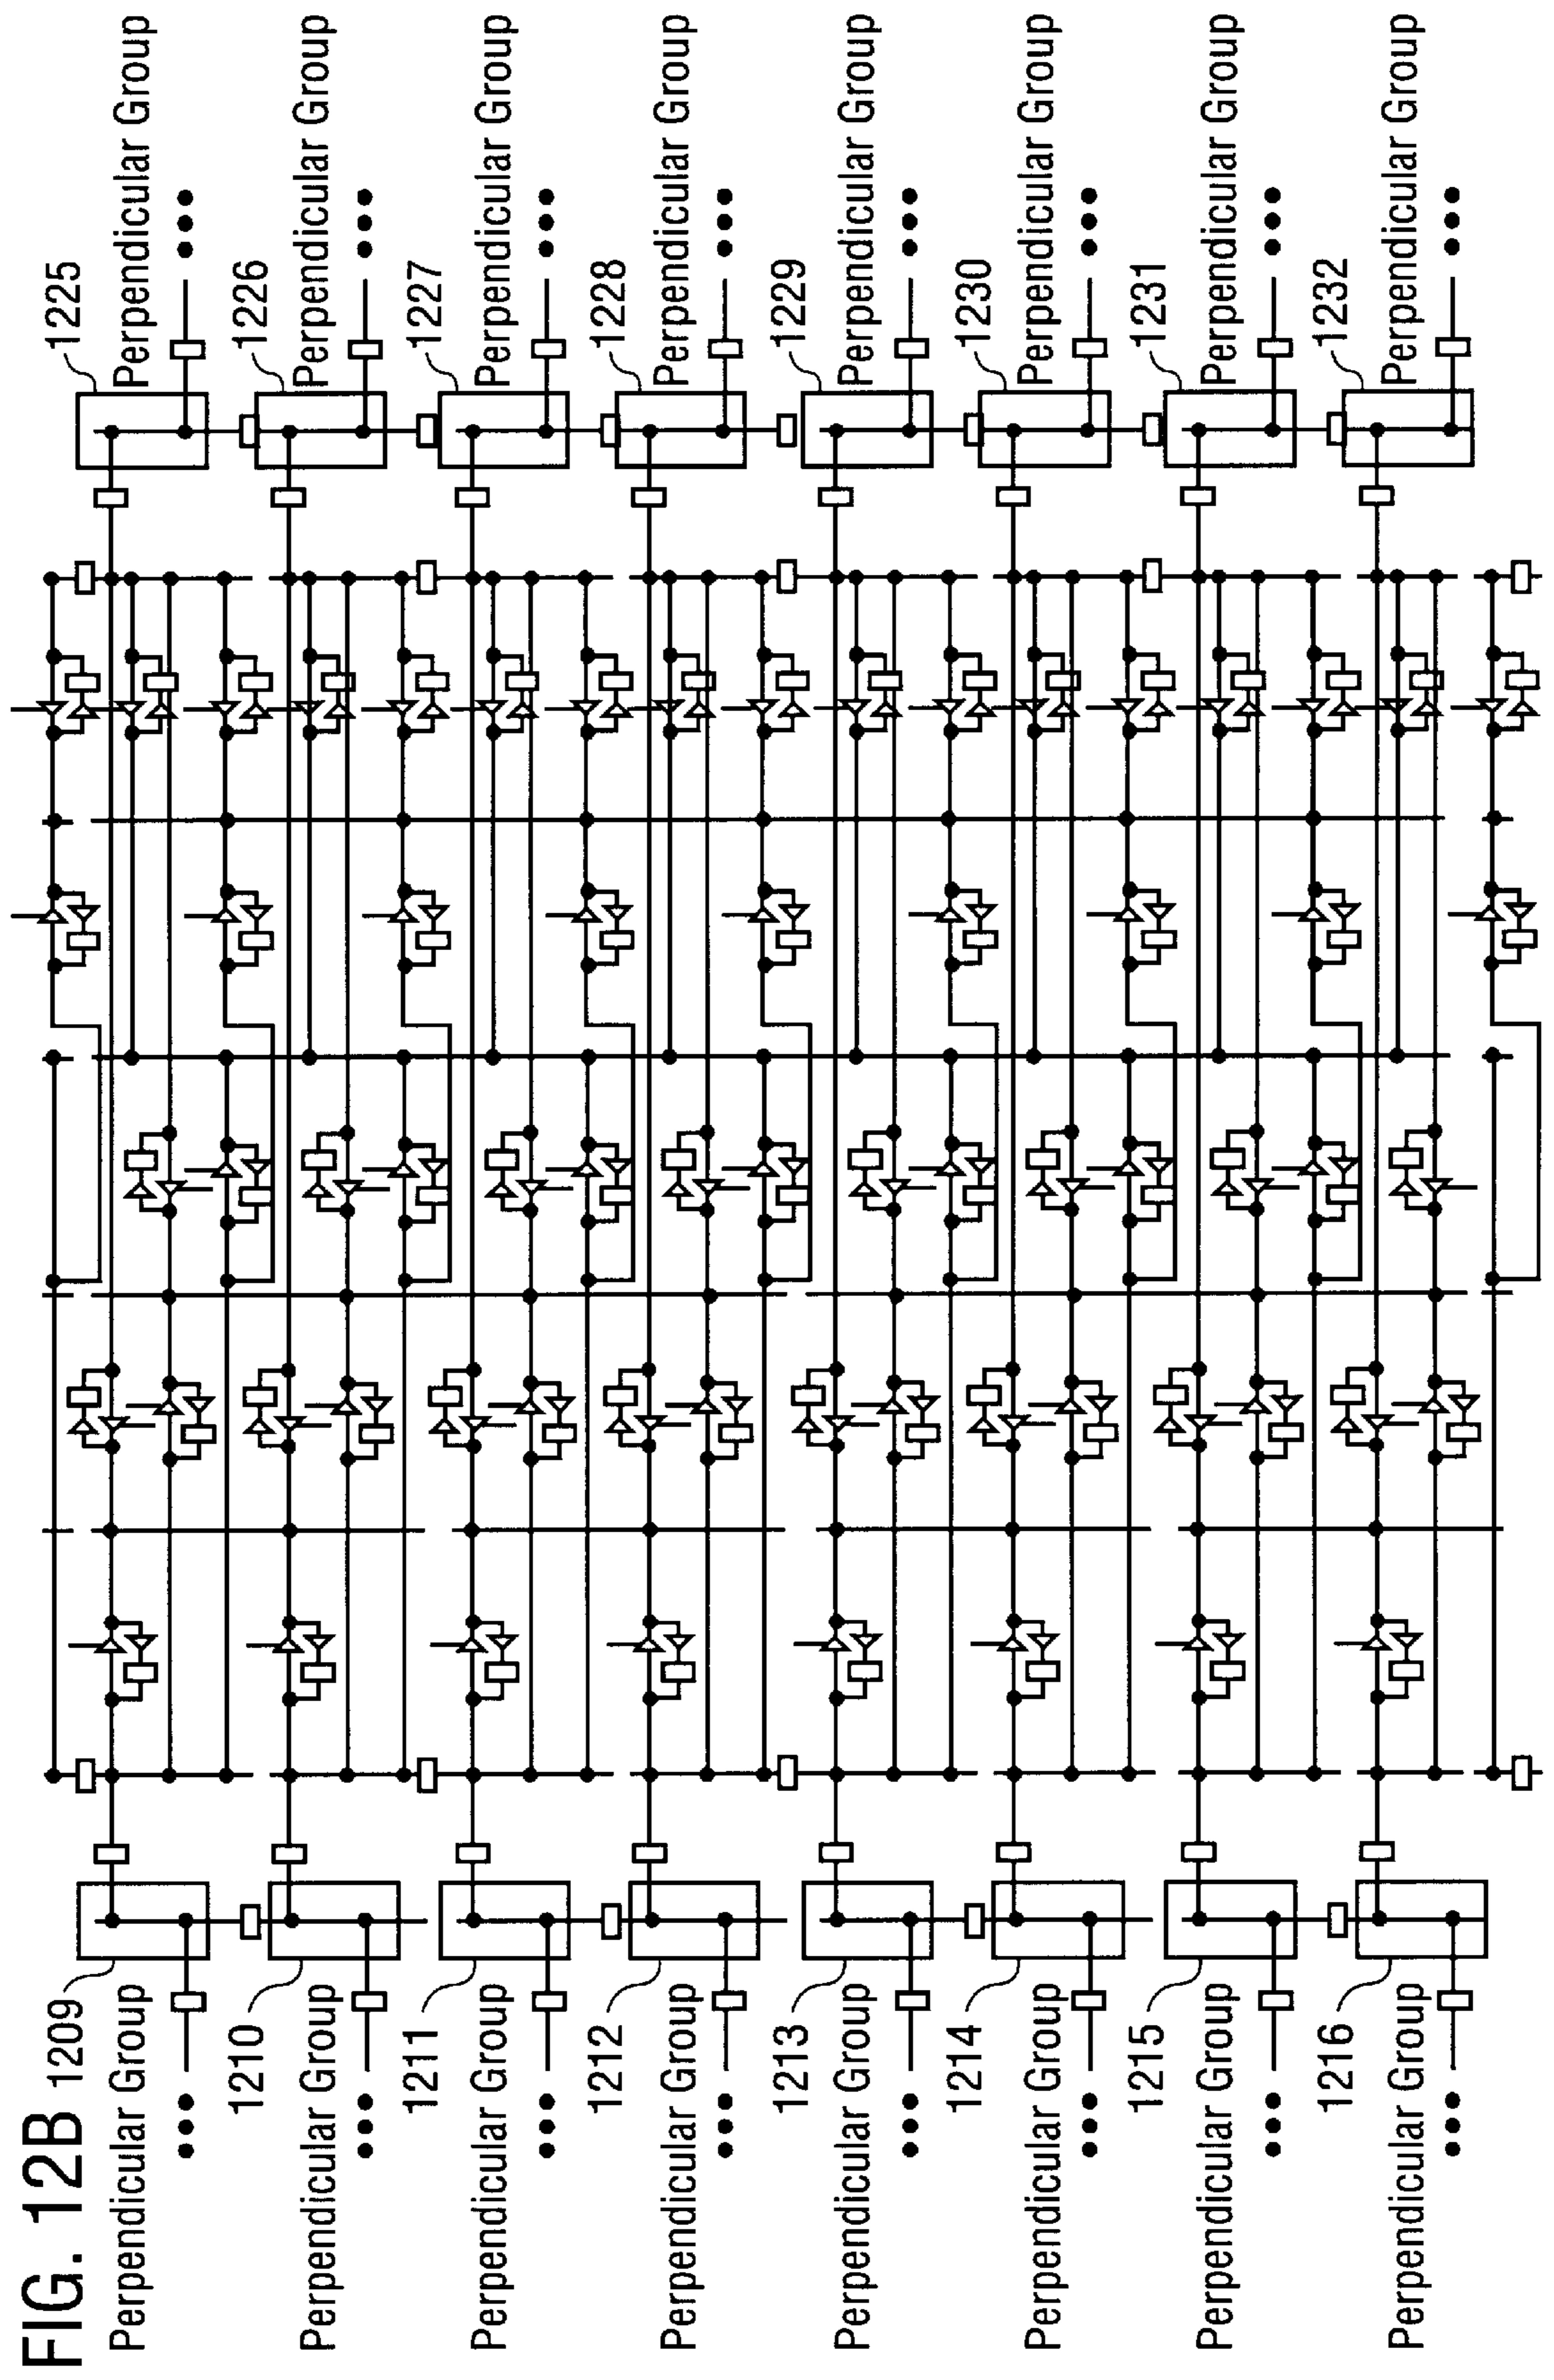 FIG. 12B
1209
Perpendicular Group
1210
Perpendicular Group
1211
Perpendicular Group
1212
Perpendicular Group
1213
Perpendicular Group
1214
Perpendicular Group
1215
Perpendicular Group
1216
Perpendicular Group
1225
Perpendicular Group
1226
Perpendicular Group
1227
Perpendicular Group
1228
Perpendicular Group
1229
Perpendicular Group
1230
Perpendicular Group
1231
Perpendicular Group
1232
Perpendicular Group